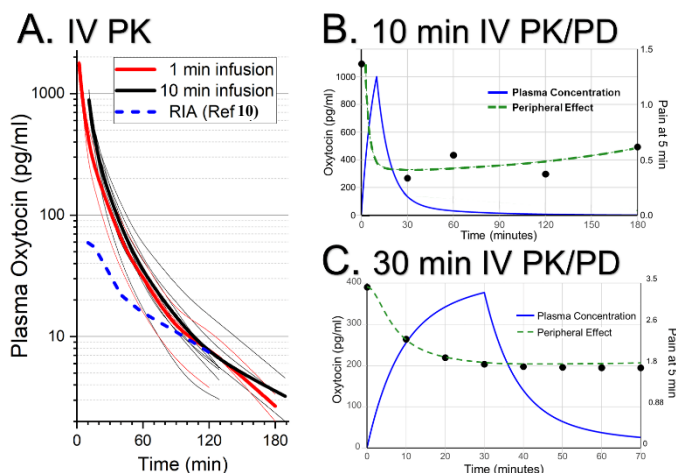 A. IV PK
1 min infusion
10 min infusion
RIA (Ref 10)
1000
100
10
0
60
120
180
Plasma Oxytocin (pg/ml)
Time (min)
B. 10 min IV PK/PD
Plasma Concentration
Peripheral Effect
1000
800
600
400
200
0
Oxytocin (pg/ml)
1.5
1.0
0.5
0.0
Pain at 5 min
0
30
60
90
120
150
180
Time (minutes)
C. 30 min IV PK/PD
Plasma Concentration
Peripheral Effect
400
300
200
100
0
Oxytocin (pg/ml)
3.5
2.6
1.8
0.88
0
Pain at 5 min
0
10
20
30
40
50
60
70
Time (minutes)